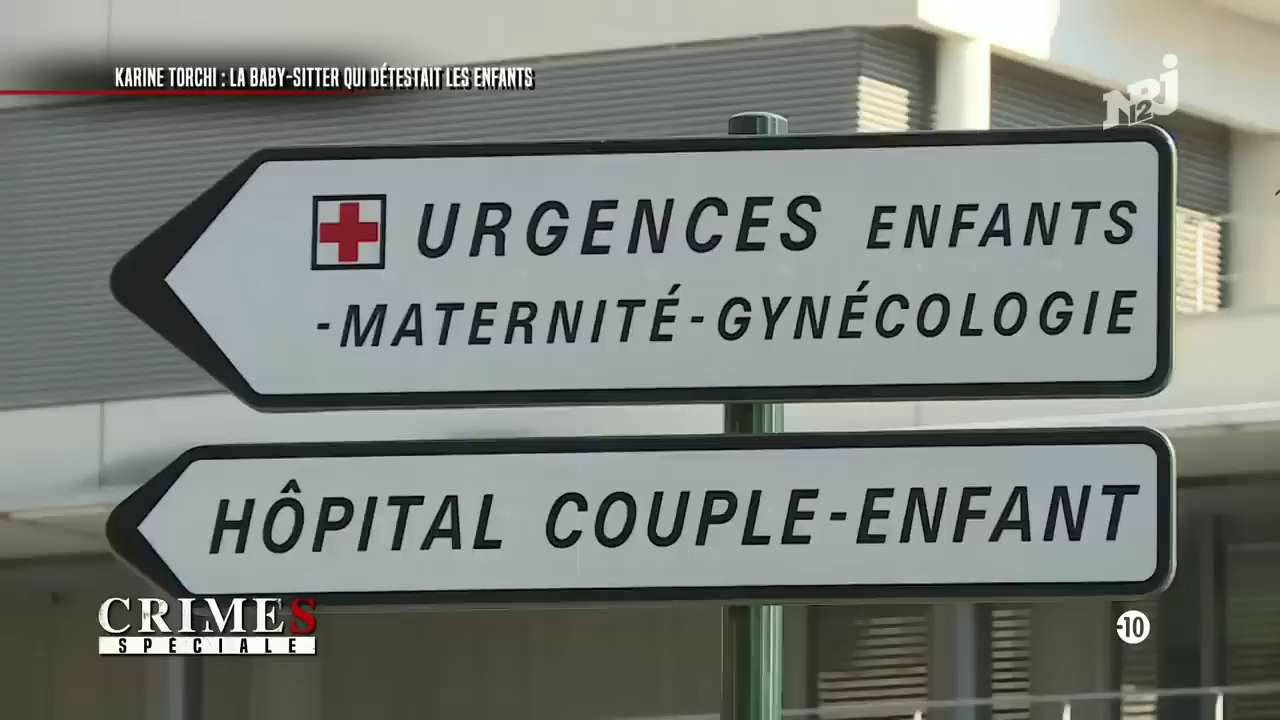 KARINE TORCHI : LA BABY-SITTER QUI DÉTESTAIT LES ENFANTS
NRJ
12
URGENCES ENFANTS
-MATERNITÉ-GYNÉCOLOGIE
HÔPITAL COUPLE-ENFANT
CRIMES
SPÉCIALE
-10